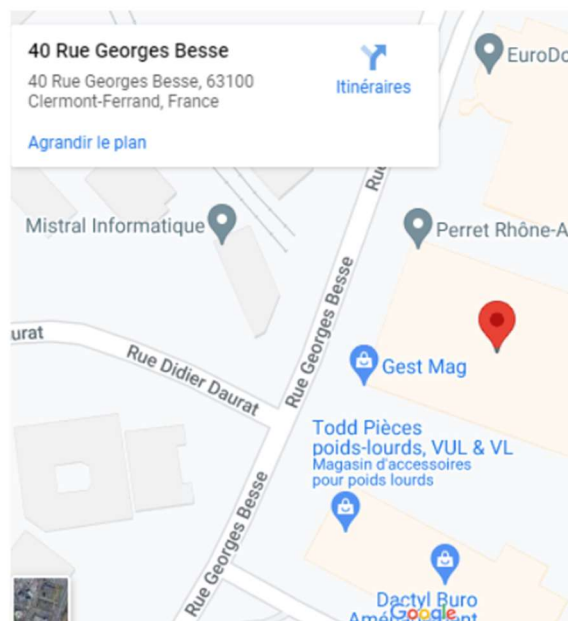 40 Rue Georges Besse
40 Rue Georges Besse, 63100
Clermont-Ferrand, France
Itinéraires
Agrandir le plan
EuroDo
Rue
Mistral Informatique
Perret Rhône-A
Rue Georges Besse
urat
Rue Didier Daurat
Gest Mag
Todd Pièces
poids-lourds, VUL & VL
Magasin d'accessoires
pour poids lourds
Rue Georges Besse
Dactyl Buro
Aménagement
Google